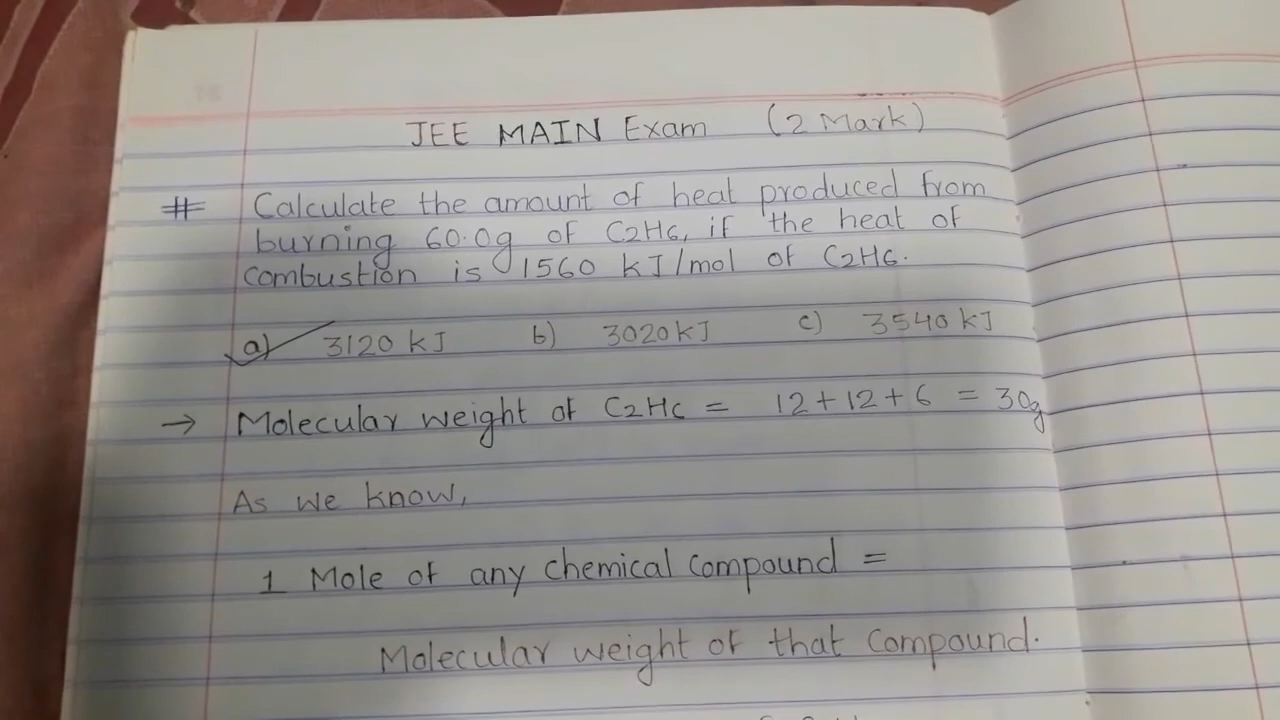 JEE MAIN Exam (2 Mark)
# Calculate the amount of heat produced from
burning 60.0g of C2H6, if the heat of
combustion is 1560 kJ/mol of C2H6.
a) 3120 kJ b) 3020 kJ c) 3540 kJ
→ Molecular weight of C2H6 = 12+12+6 = 30g
As we know,
1 Mole of any chemical compound =
Molecular weight of that compound.